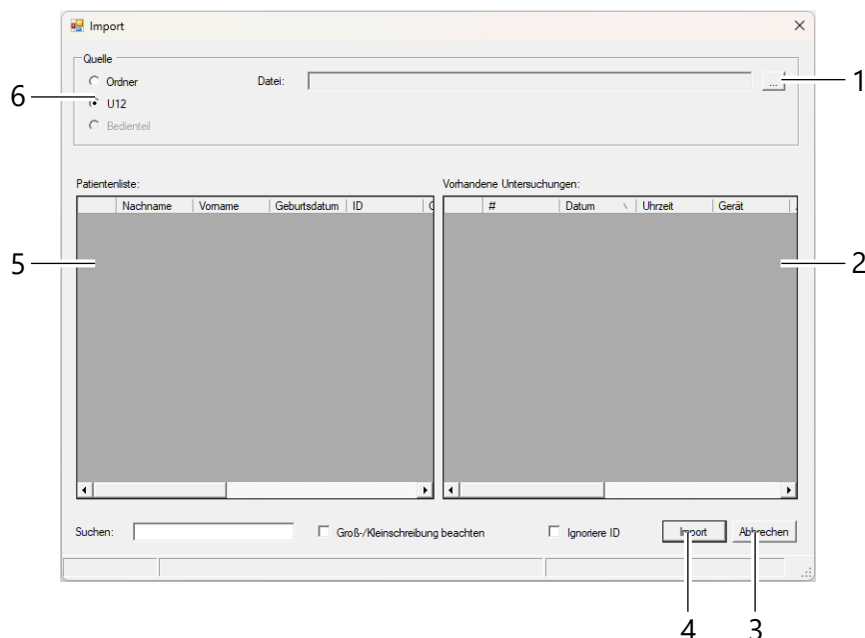 Import
Quelle
Ordner
Datei:
...
1
6
U12
Bedienteil
Patientenliste:
Vorhandene Untersuchungen:
Nachname Vorname Geburtsdatum ID
# Datum Uhrzeit Gerät
5
2
Suchen:
Groß-/Kleinschreibung beachten
Ignoriere ID
Import
Abbrechen
4
3